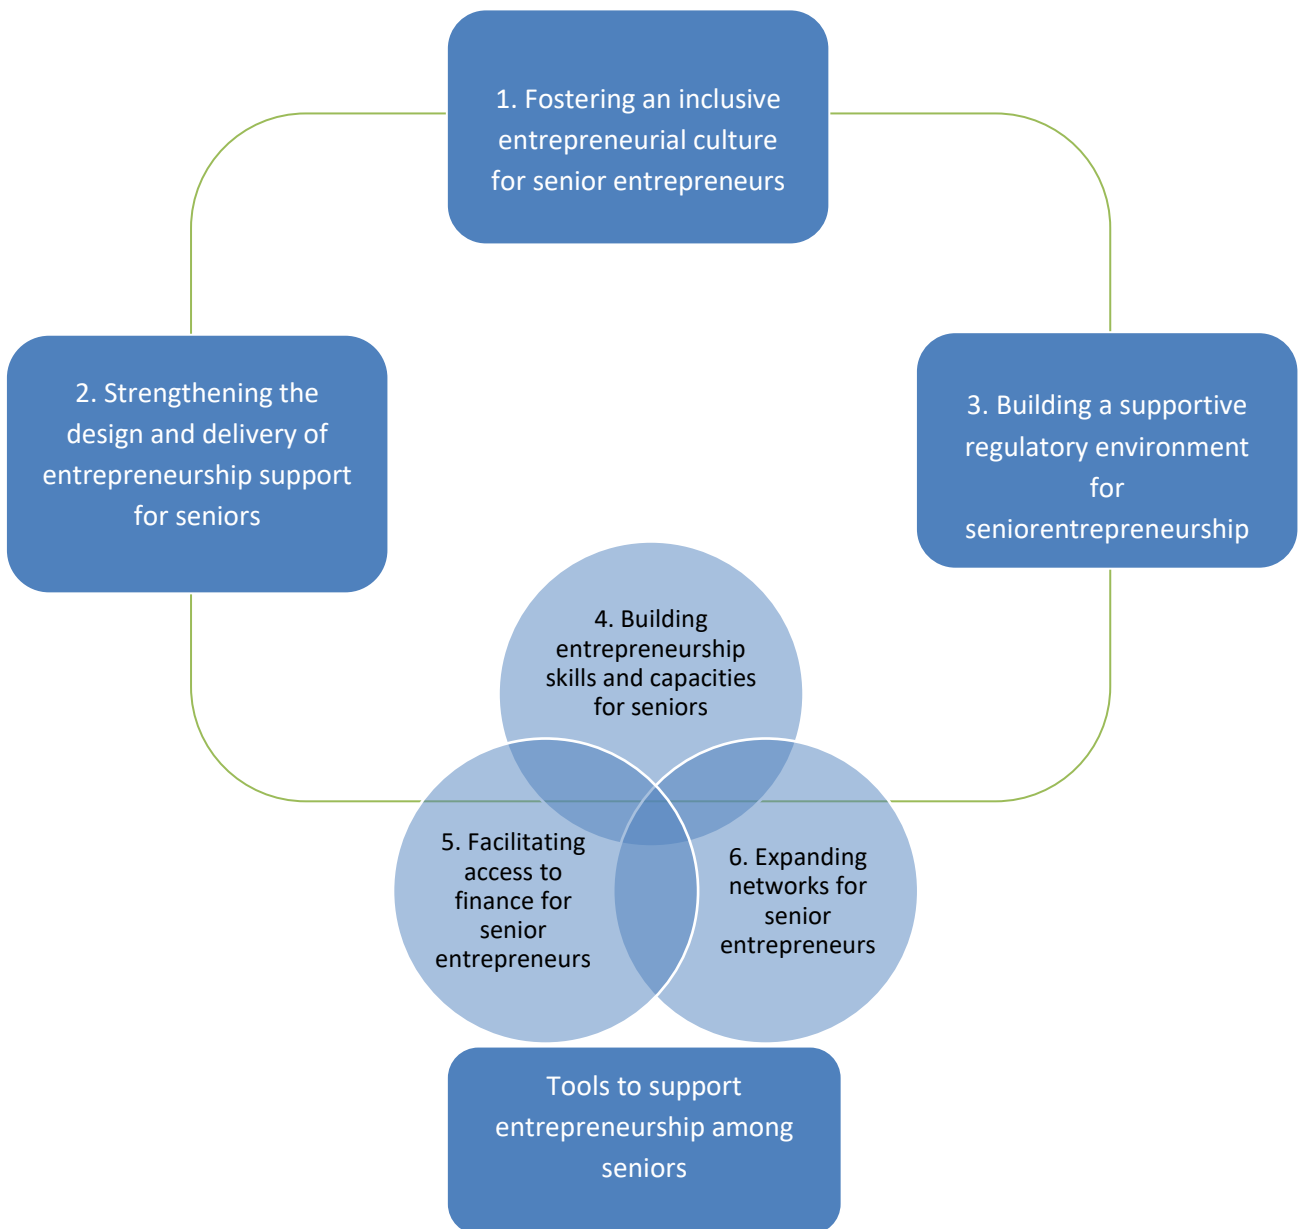 1. Fostering an inclusive
entrepreneurial culture
for senior entrepreneurs
2. Strengthening the
design and delivery of
entrepreneurship support
for seniors
3. Building a supportive
regulatory environment
for
seniorentrepreneurship
4. Building
entrepreneurship
skills and capacities
for seniors
5. Facilitating
access to
finance for
senior
entrepreneurs
6. Expanding
networks for
senior
entrepreneurs
Tools to support
entrepreneurship among
seniors